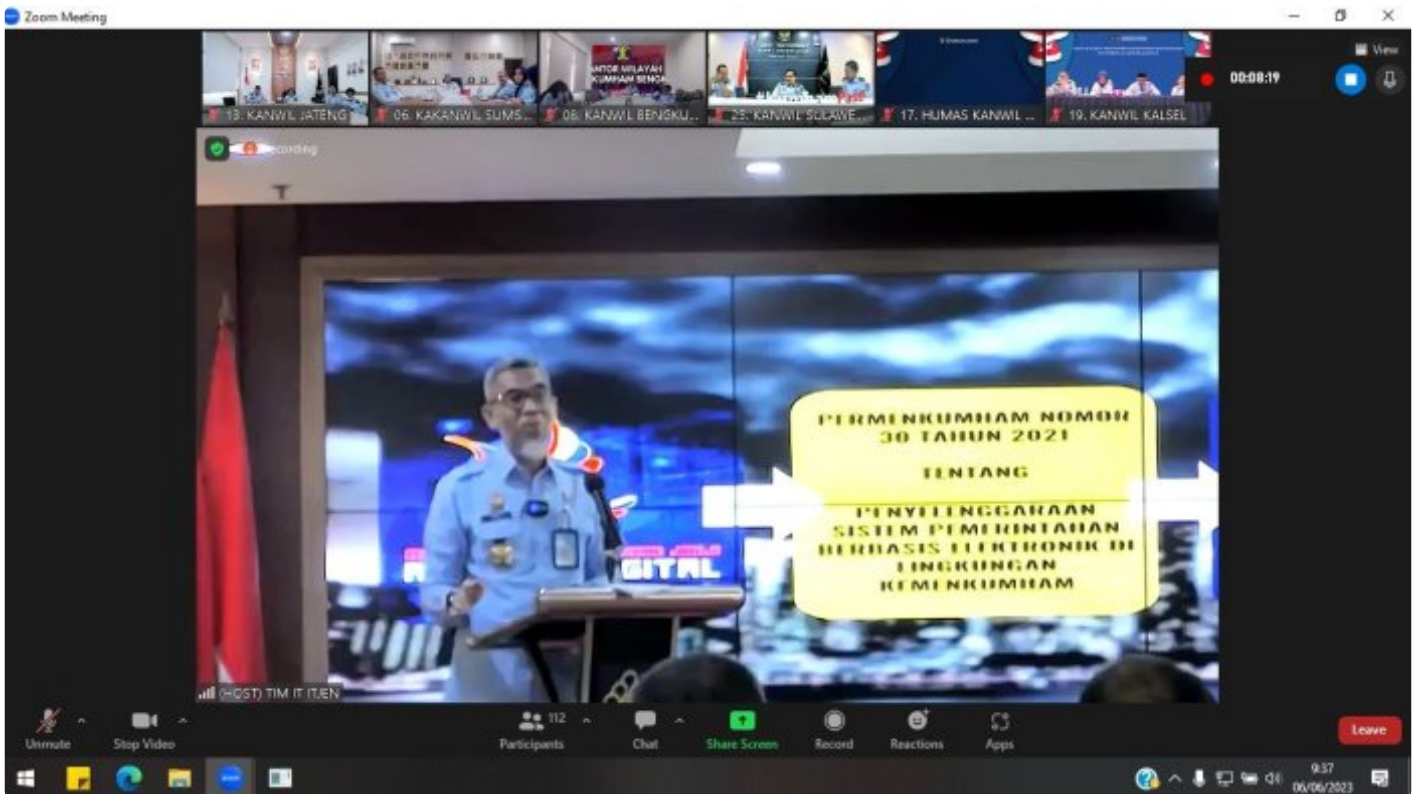 Zoom Meeting
View
00:08:19
13. KANWIL JATENG
06. KAKANWIL SUMS...
08. KANWIL BENGKU...
25. KANWIL SULAWE...
17. HUMAS KANWIL ...
19. KANWIL KALSEL
PERMENKUMHAM NOMOR
30 TAHUN 2021
TENTANG
PENYELENGGARAAN
SISTEM PEMERINTAHAN
BERBASIS ELEKTRONIK DI
LINGKUNGAN
KEMENKUMHAM
(HOST) TIM IT ITJEN
Unmute
Stop Video
112
Participants
Chat
Share Screen
Record
Reactions
Apps
Leave
9:37
06/06/2023